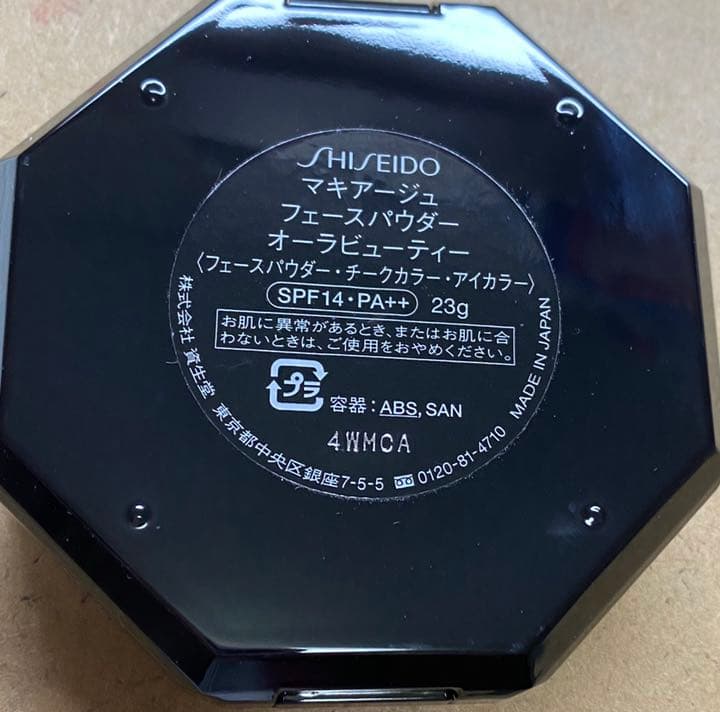 SHISEIDO
マキアージュ
フェースパウダー
オーラビューティー
〈フェースパウダー・チークカラー・アイカラー〉
SPF14・PA++ 23g
お肌に異常があるとき、またはお肌に合
わないときは、ご使用をおやめください。
プラ 容器:ABS, SAN
4WMCA
株式会社 資生堂 東京都中央区銀座7-5-5 0120-81-4710 MADE IN JAPAN